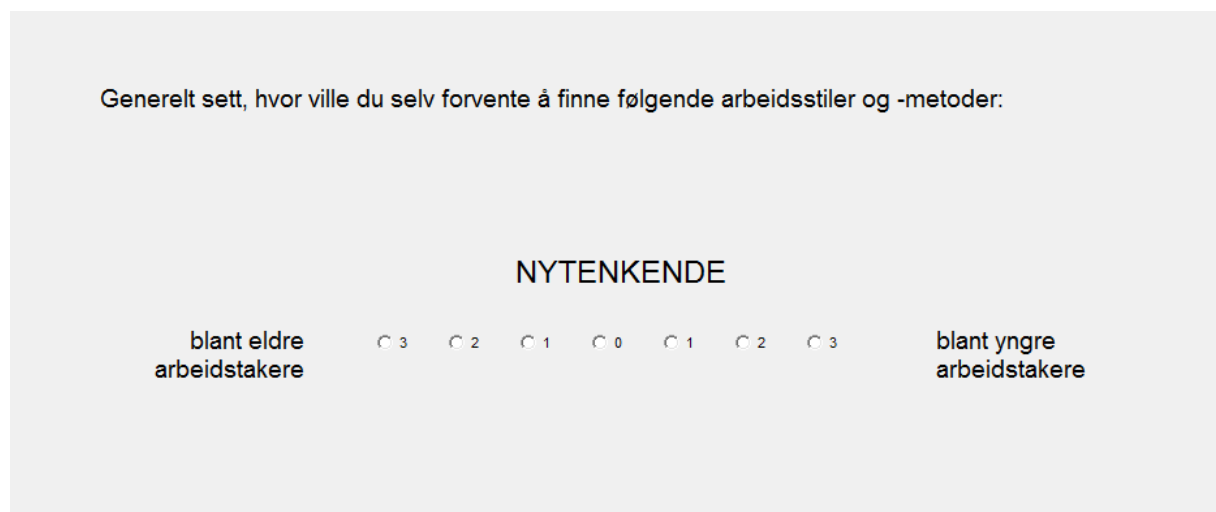 Generelt sett, hvor ville du selv forvente å finne følgende arbeidsstiler og -metoder:
NYTENKENDE
blant eldre
arbeidstakere
3 2 1 0 1 2 3
blant yngre
arbeidstakere